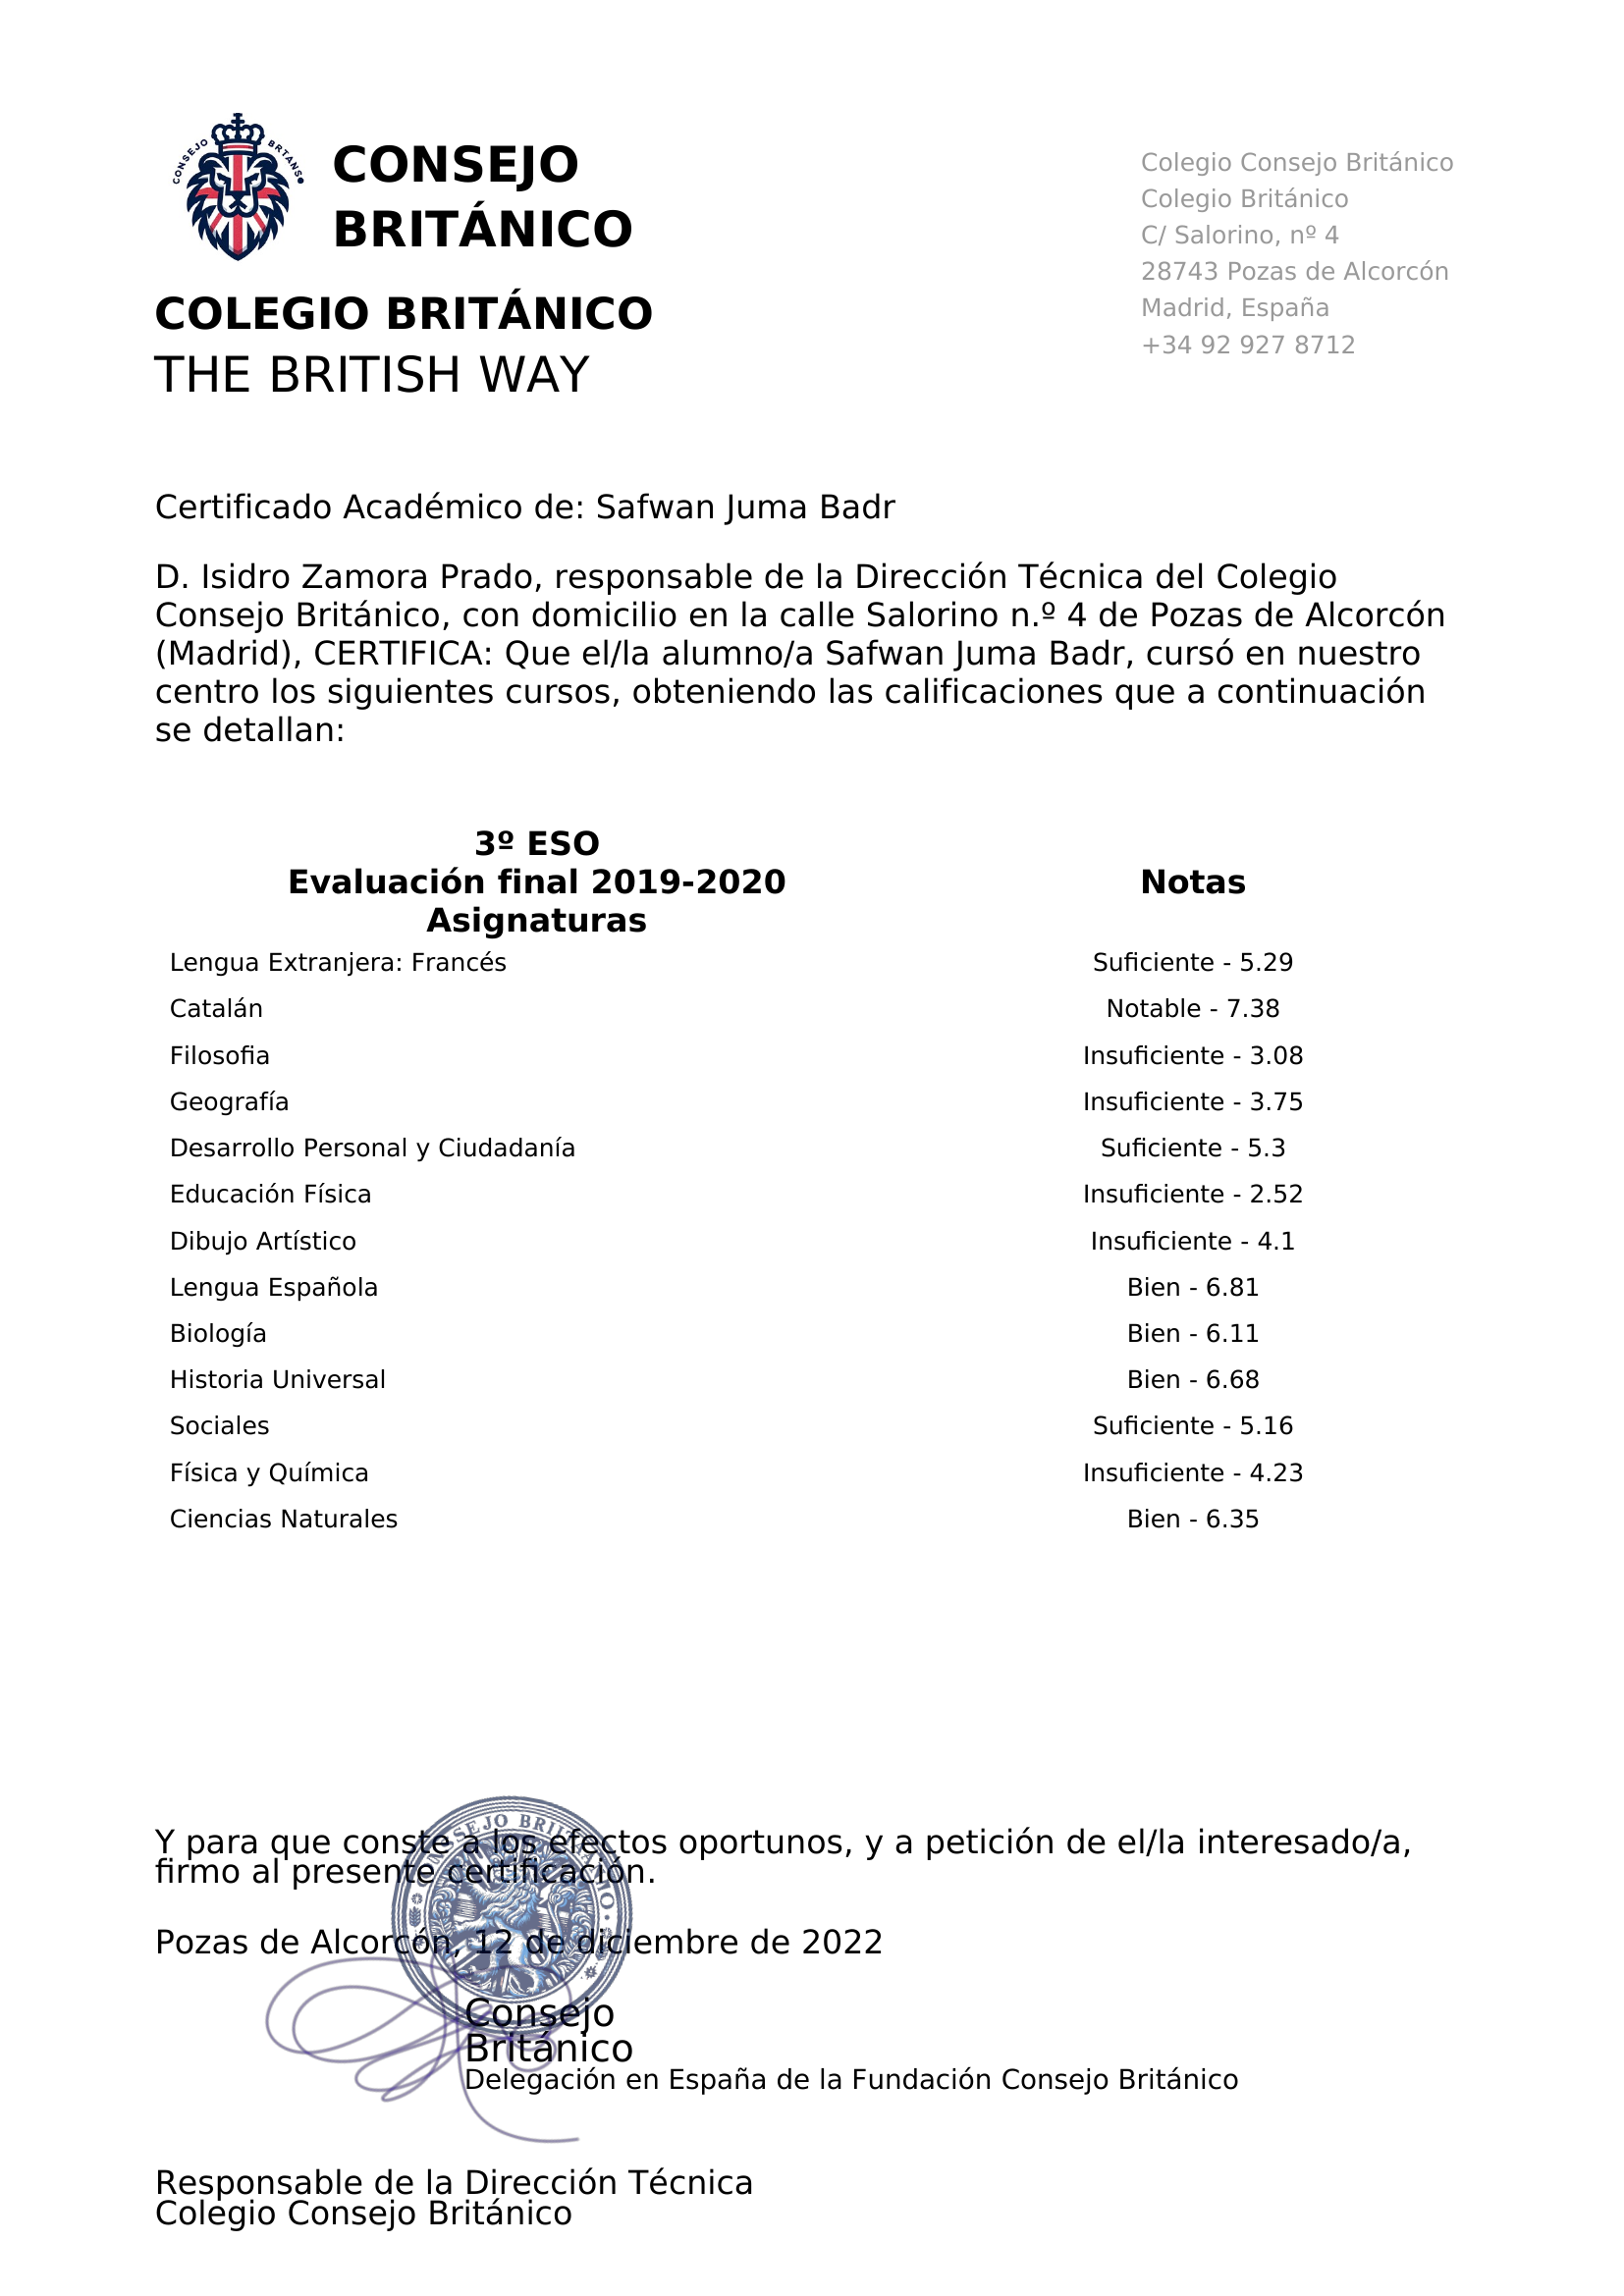 CONSEJO BRTANS
CONSEJO
BRITÁNICO
COLEGIO BRITÁNICO
THE BRITISH WAY
Colegio Consejo Británico
Colegio Británico
C/ Salorino, nº 4
28743 Pozas de Alcorcón
Madrid, España
+34 92 927 8712
Certificado Académico de: Safwan Juma Badr
D. Isidro Zamora Prado, responsable de la Dirección Técnica del Colegio
Consejo Británico, con domicilio en la calle Salorino n.º 4 de Pozas de Alcorcón
(Madrid), CERTIFICA: Que el/la alumno/a Safwan Juma Badr, cursó en nuestro
centro los siguientes cursos, obteniendo las calificaciones que a continuación
se detallan:
3º ESO
Evaluación final 2019-2020 Notas
Asignaturas
Lengua Extranjera: Francés Suficiente - 5.29
Catalán Notable - 7.38
Filosofia Insuficiente - 3.08
Geografía Insuficiente - 3.75
Desarrollo Personal y Ciudadanía Suficiente - 5.3
Educación Física Insuficiente - 2.52
Dibujo Artístico Insuficiente - 4.1
Lengua Española Bien - 6.81
Biología Bien - 6.11
Historia Universal Bien - 6.68
Sociales Suficiente - 5.16
Física y Química Insuficiente - 4.23
Ciencias Naturales Bien - 6.35
Y para que conste a los efectos oportunos, y a petición de el/la interesado/a,
firmo al presente certificación.
Pozas de Alcorcón, 12 de diciembre de 2022
Consejo
Británico
Delegación en España de la Fundación Consejo Británico
Responsable de la Dirección Técnica
Colegio Consejo Británico